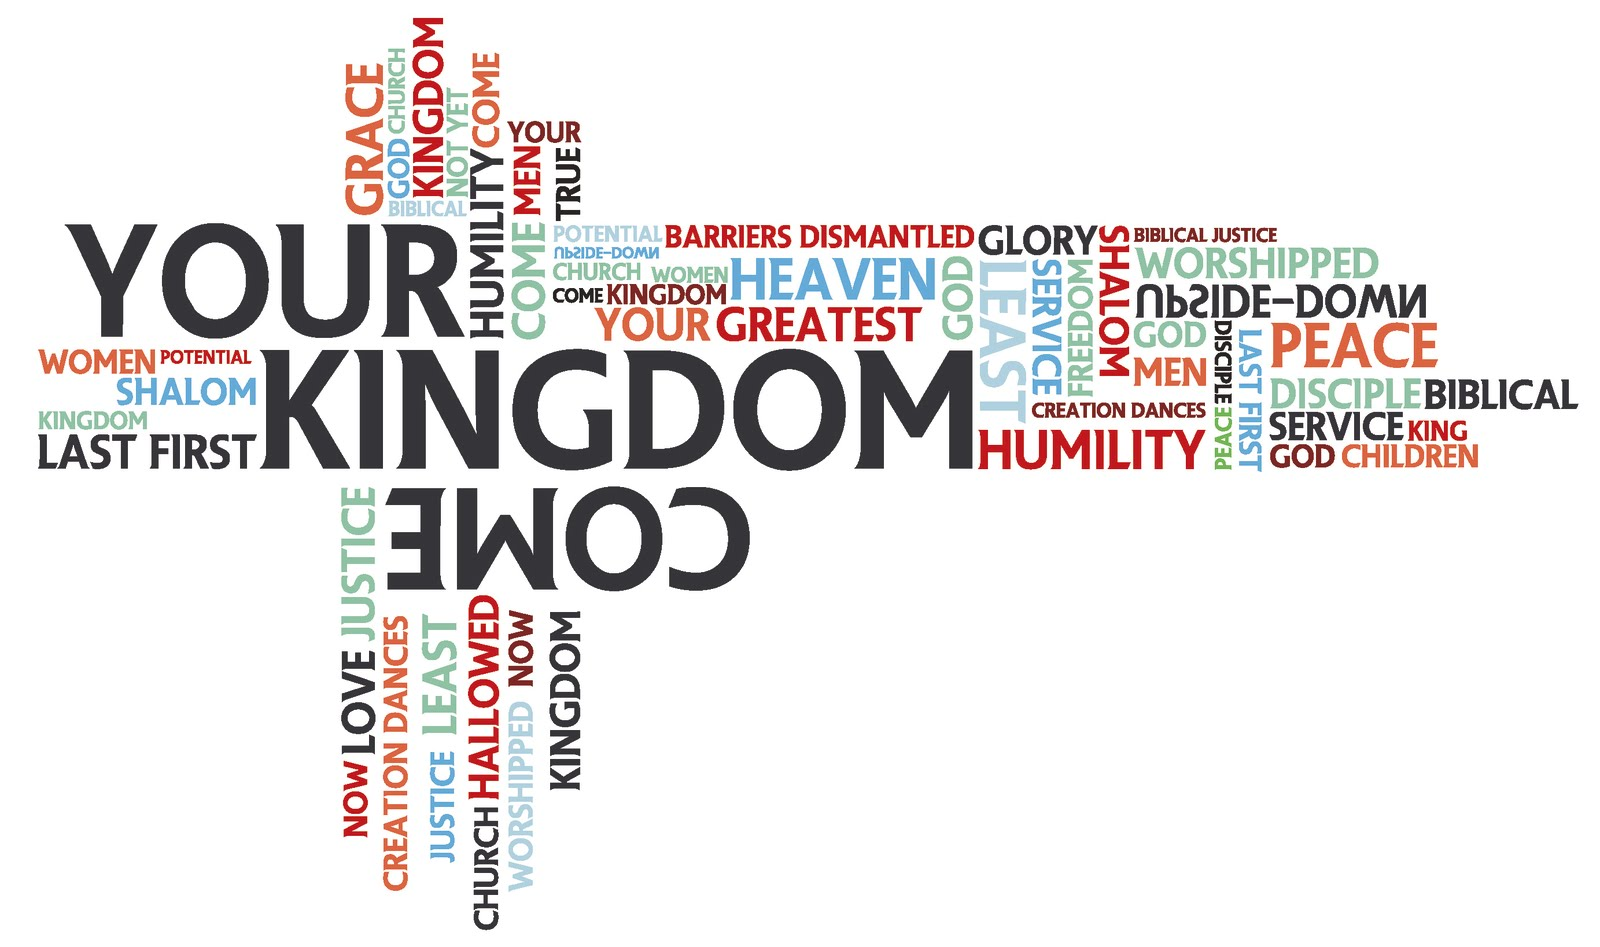 GRACE
GOD CHURCH
KINGDOM
NOT YET
COME
BIBLICAL
HUMILITY
YOUR
MEN
TRUE
COME
YOUR
POTENTIAL
BARRIERS DISMANTLED
UPSIDE-DOWN
CHURCH
WOMEN
HEAVEN
COME
KINGDOM
YOUR
GREATEST
GOD
GLORY
LEAST
SERVICE
FREEDOM
SHALOM
BIBLICAL JUSTICE
WORSHIPPED
UPSIDE-DOWN
GOD
MEN
DISCIPLE
PEACE
LAST FIRST
PEACE
DISCIPLE
BIBLICAL
SERVICE
KING
GOD
CHILDREN
CREATION DANCES
HUMILITY
WOMEN
POTENTIAL
SHALOM
KINGDOM
LAST FIRST
KINGDOM
COME
JUSTICE
LOVE
NOW
CREATION DANCES
LEAST
JUSTICE
HALLOWED
CHURCH
NOW
WORSHIPPED
KINGDOM